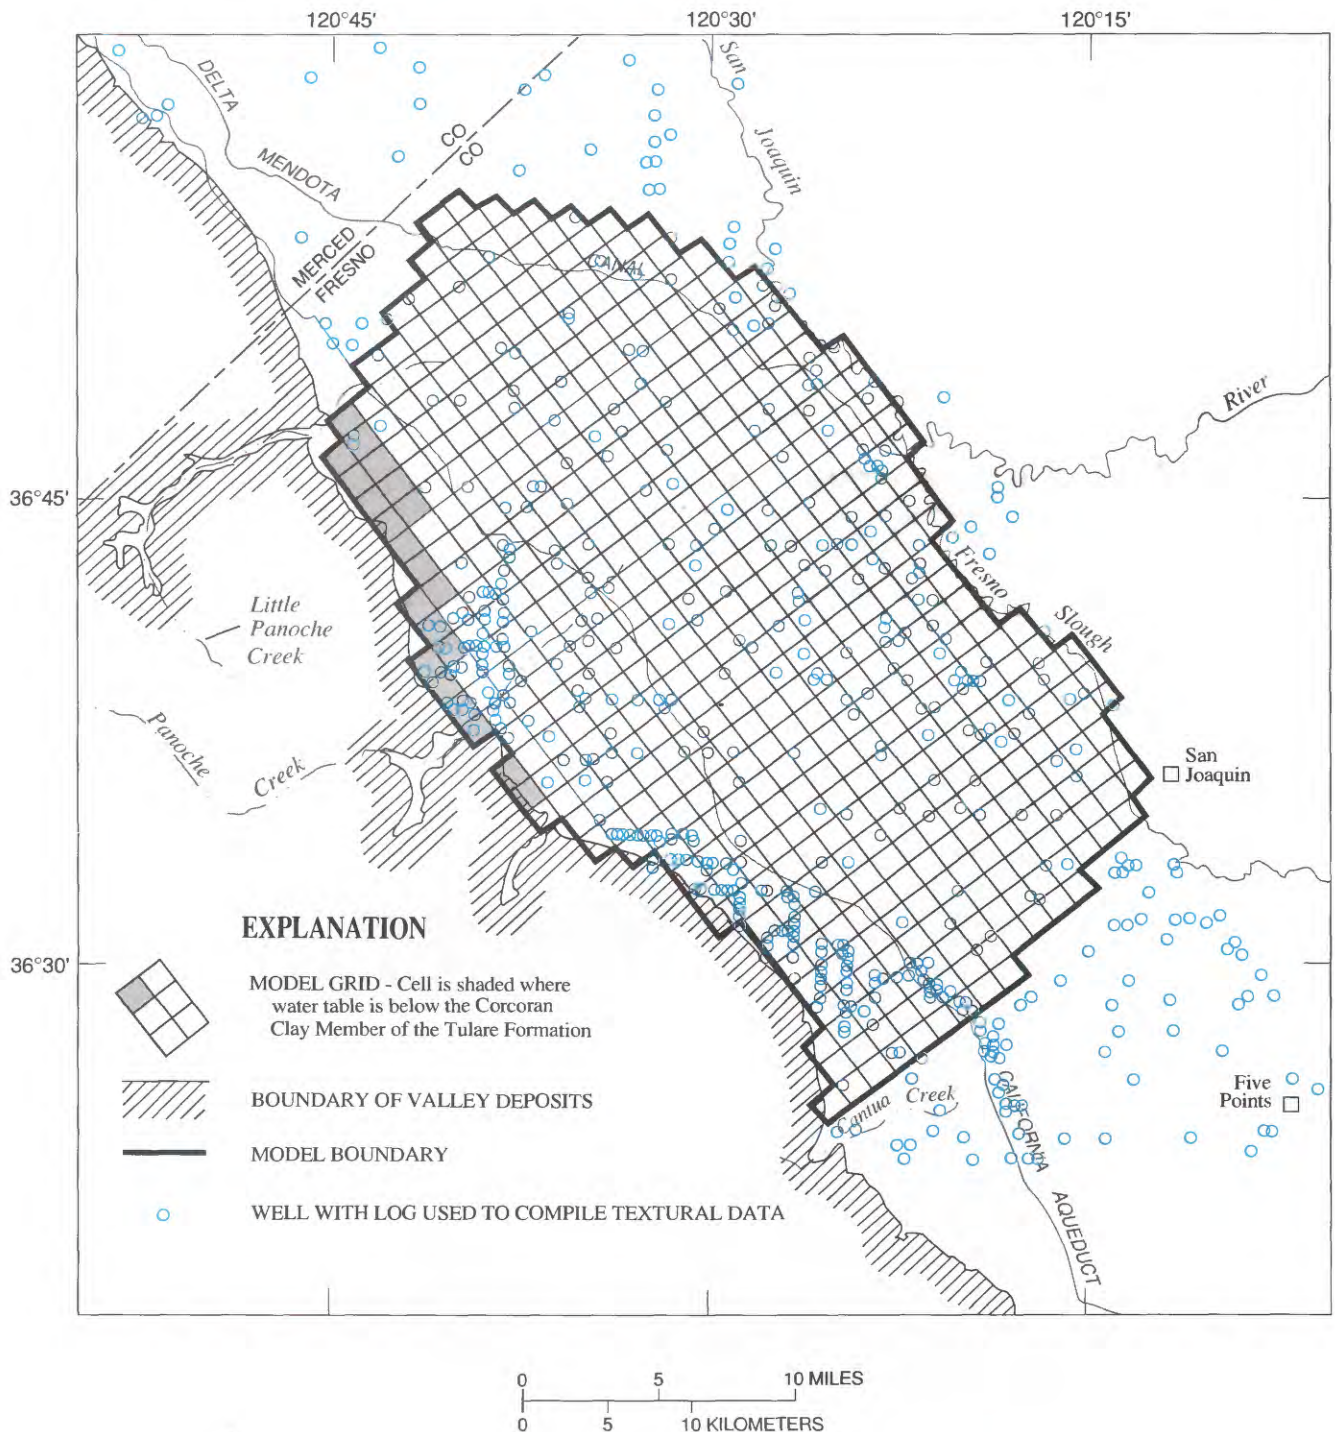 120°45'
120°30'
120°15'
DELTA
MENDOTA
CANAL
CO
CO
MERCED
FRESNO
San
Joaquin
River
36°45'
Fresno
Slough
Little
Panoche
Creek
Panoche
Creek
San
Joaquin
36°30'
EXPLANATION
MODEL GRID - Cell is shaded where
water table is below the Corcoran
Clay Member of the Tulare Formation
BOUNDARY OF VALLEY DEPOSITS
MODEL BOUNDARY
WELL WITH LOG USED TO COMPILE TEXTURAL DATA
Cantua Creek
CALIFORNIA
AQUEDUCT
Five
Points
0 5 10 MILES
0 5 10 KILOMETERS